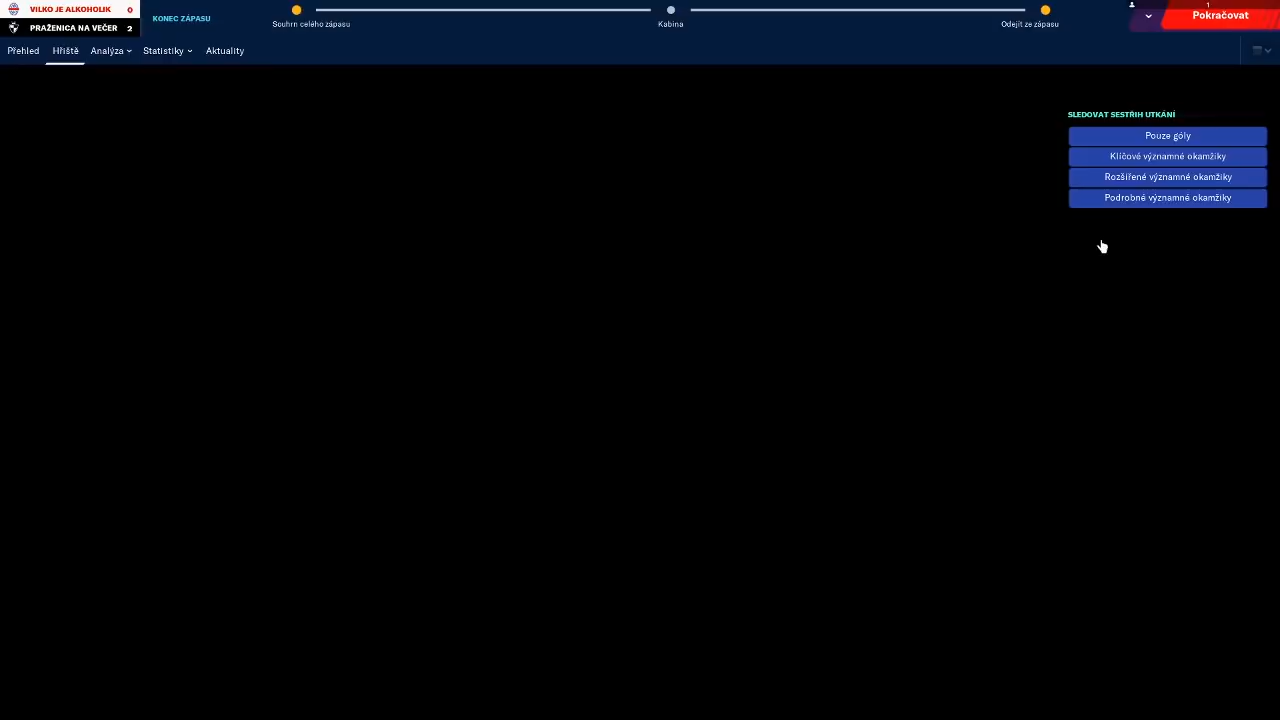 VILKO JE ALKOHOLIK 0
PRAŽENICA NA VEČER 2
KONEC ZÁPASU
Souhrn celého zápasu
Kabina
Odejít ze zápasu
1
Pokračovat
Přehled Hřiště Analýza Statistiky Aktuality
SLEDOVAT SESTŘIH UTKÁNÍ
Pouze góly
Klíčové významné okamžiky
Rozšířené významné okamžiky
Podrobné významné okamžiky